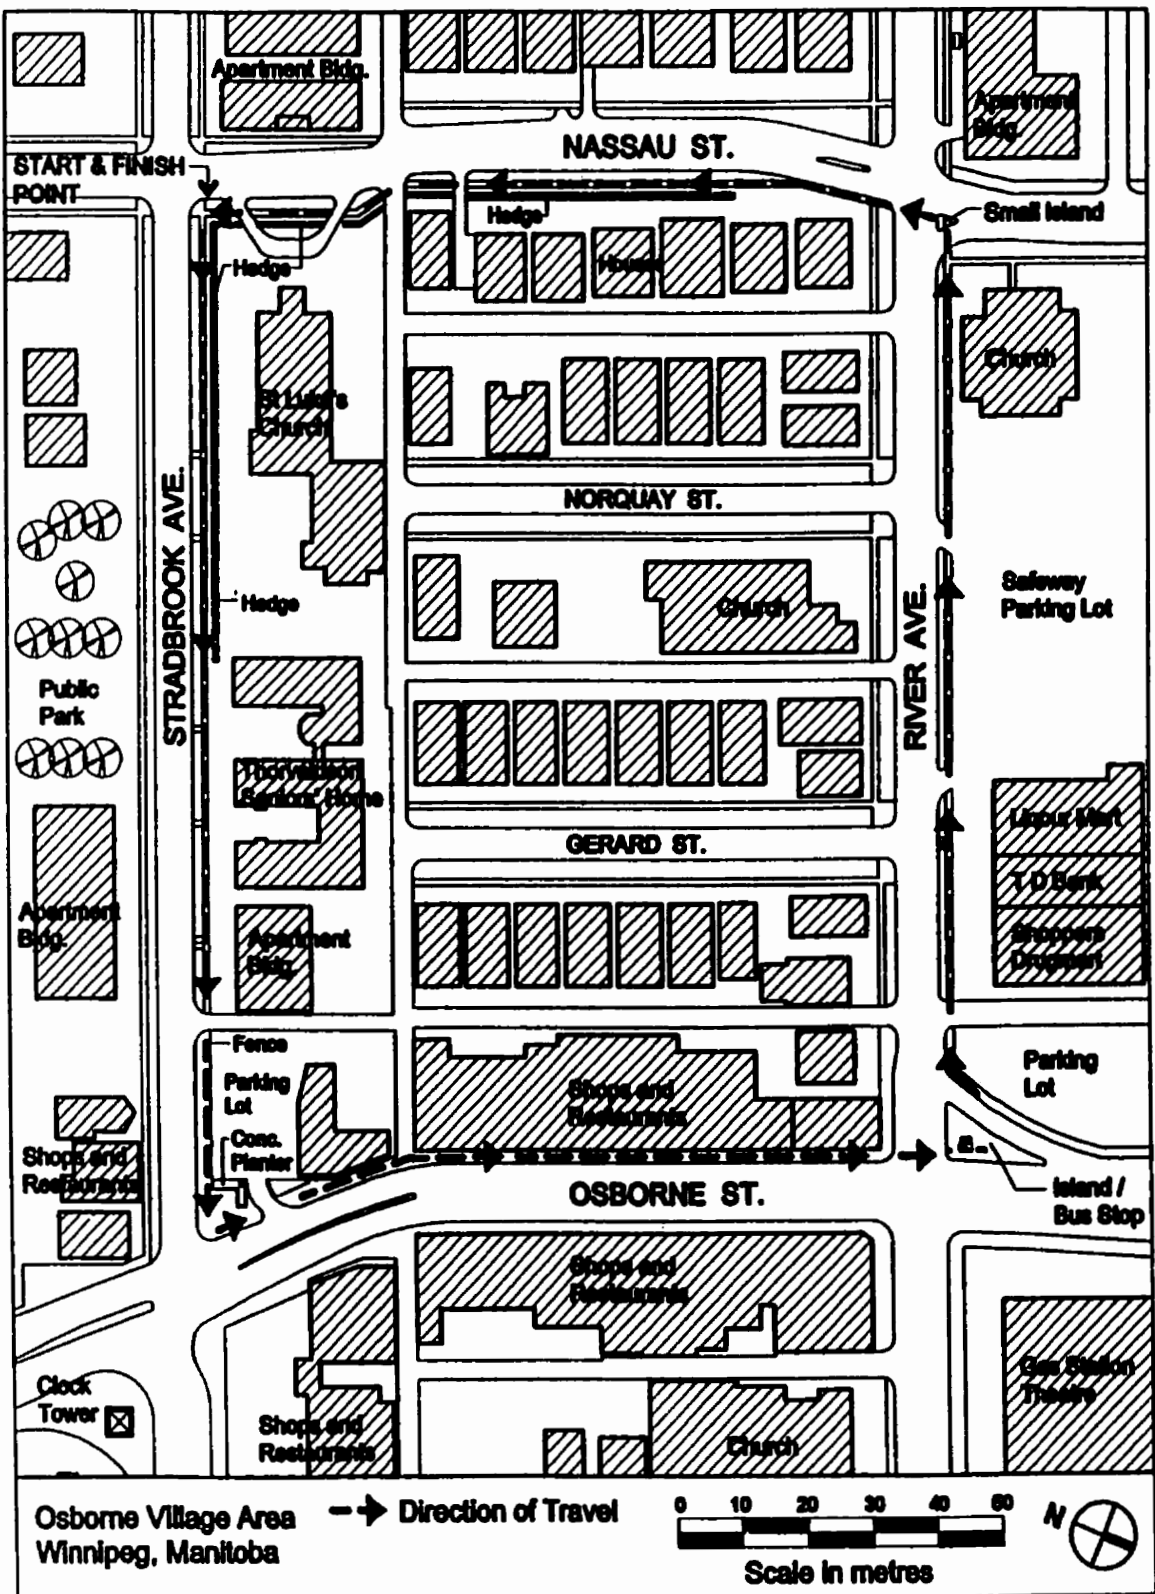 Apartment Bldg.
Apartment
Bldg.
NASSAU ST.
START & FINISH
POINT
Hedge
Small Island
Hedge
House
Church
St Luke's
Church
STRADBROOK AVE.
NORQUAY ST.
Hedge
Church
RIVER AVE.
Safeway
Parking Lot
Public
Park
Thorvaldson
Seniors' Home
Liqour Mart
GERARD ST.
T D Bank
Apartment
Bldg.
Apartment
Bldg.
Shoppers
Drugmart
Fence
Parking
Lot
Shops and
Restaurants
Parking
Lot
Conc.
Planter
Shops and
Restaurants
OSBORNE ST.
Island /
Bus Stop
Shops and
Restaurants
Gas Station
Theatre
Clock
Tower
Shops and
Restaurants
Church
Osborne Village Area
Winnipeg, Manitoba
Direction of Travel
0 10 20 30 40 50
Scale in metres
N